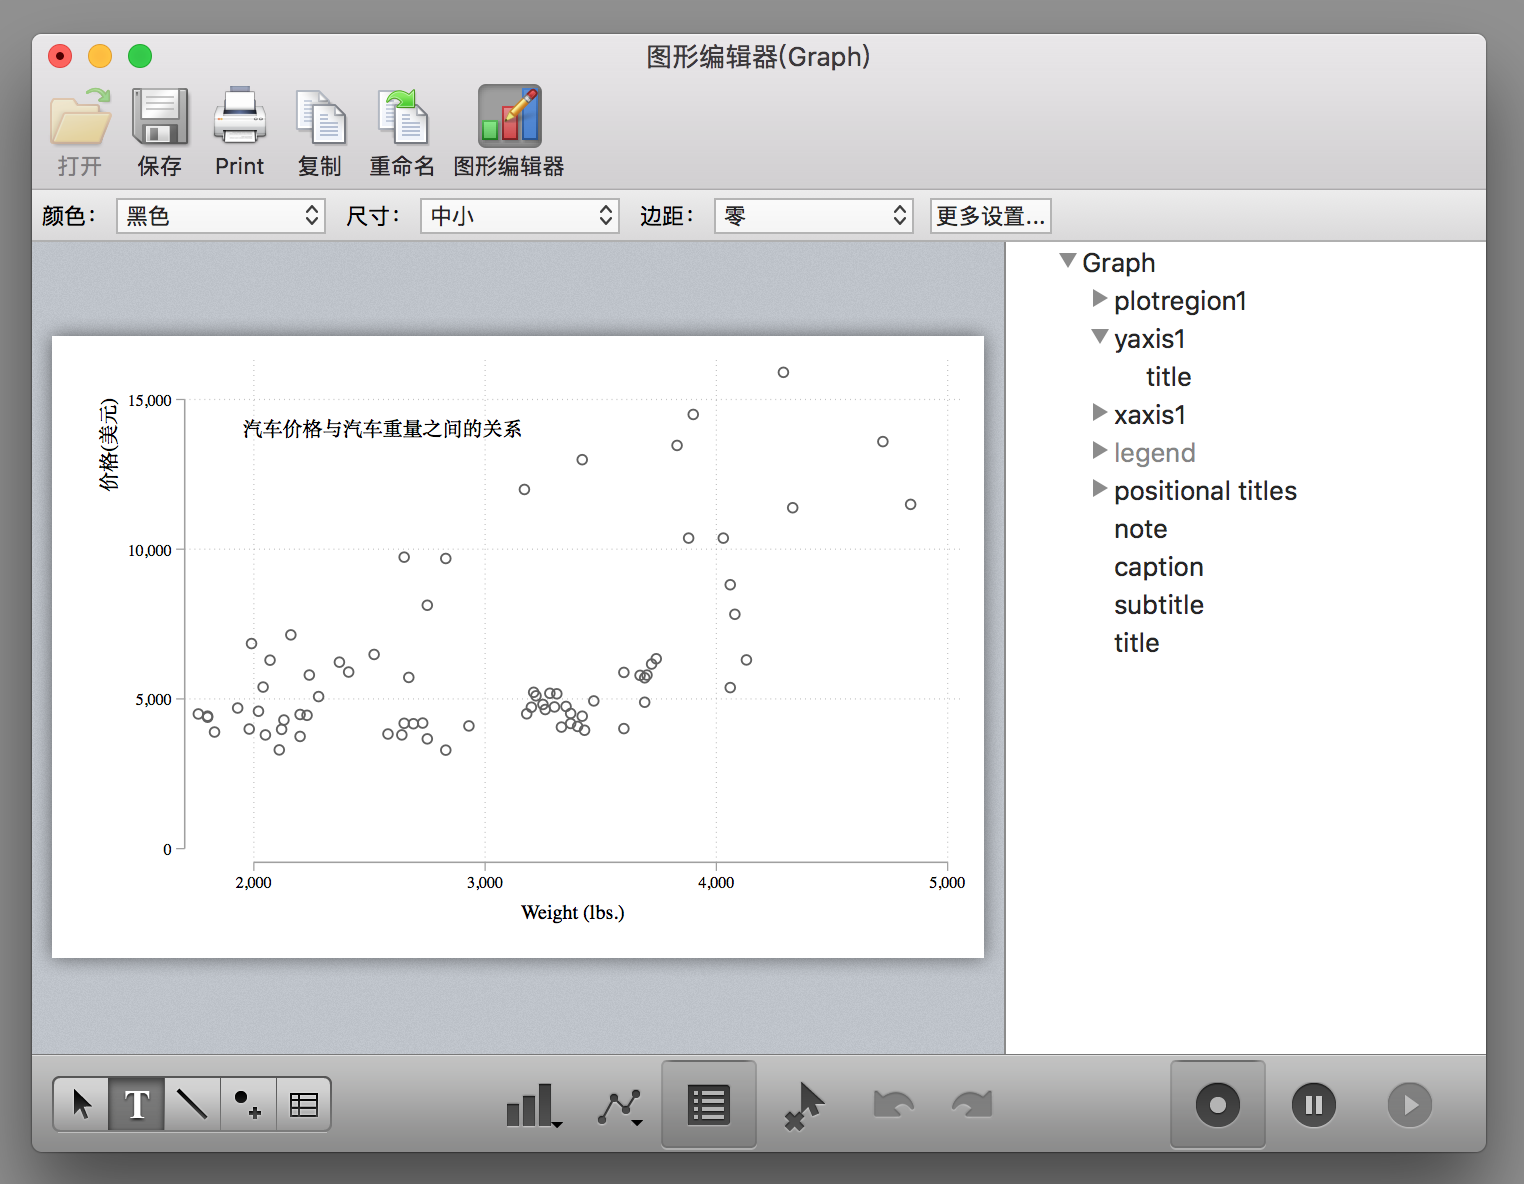 图形编辑器(Graph)
打开 保存 Print 复制 重命名 图形编辑器
颜色： 黑色 尺寸： 中小 边距： 零 更多设置...
Graph
plotregion1
yaxis1
title
xaxis1
legend
positional titles
note
caption
subtitle
title
汽车价格与汽车重量之间的关系
价格(美元)
15,000
10,000
5,000
0
2,000 3,000 4,000 5,000
Weight (lbs.)
T